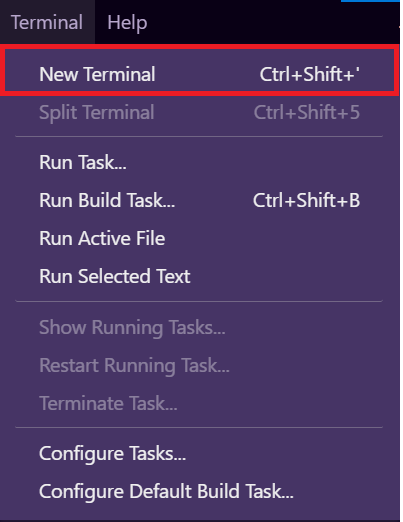 Terminal Help
New Terminal Ctrl+Shift+'
Split Terminal Ctrl+Shift+5
Run Task...
Run Build Task... Ctrl+Shift+B
Run Active File
Run Selected Text
Show Running Tasks...
Restart Running Task...
Terminate Task...
Configure Tasks...
Configure Default Build Task...